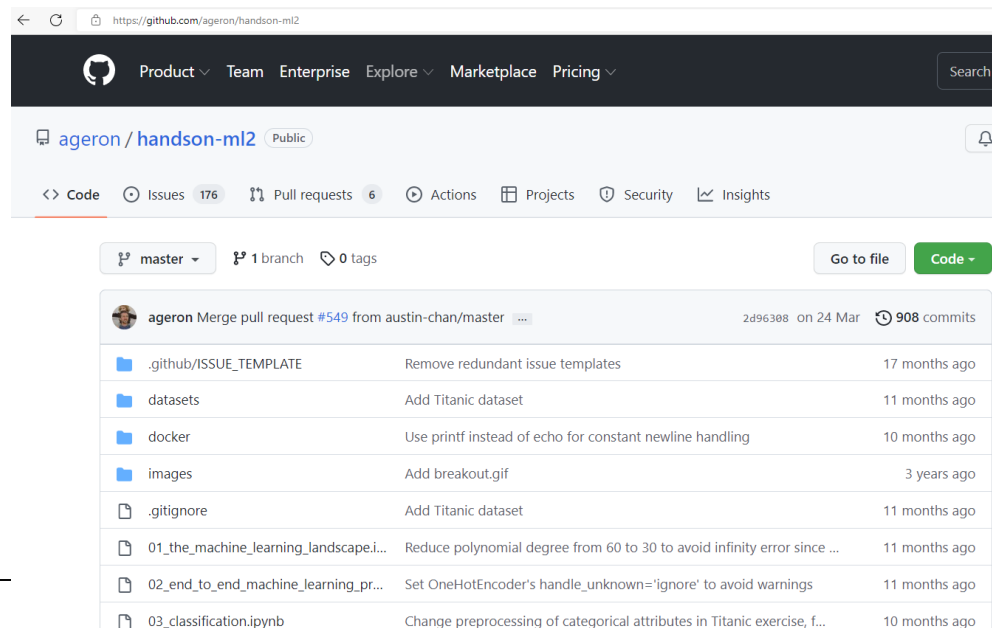 https://github.com/ageron/handson-ml2
Product Team Enterprise Explore Marketplace Pricing Search
ageron / handson-ml2 Public
Code Issues 176 Pull requests 6 Actions Projects Security Insights
master 1 branch 0 tags Go to file Code
ageron Merge pull request #549 from austin-chan/master ... 2d96308 on 24 Mar 908 commits
.github/ISSUE_TEMPLATE Remove redundant issue templates 17 months ago
datasets Add Titanic dataset 11 months ago
docker Use printf instead of echo for constant newline handling 10 months ago
images Add breakout.gif 3 years ago
.gitignore Add Titanic dataset 11 months ago
01_the_machine_learning_landscape.i... Reduce polynomial degree from 60 to 30 to avoid infinity error since ... 11 months ago
02_end_to_end_machine_learning_pr... Set OneHotEncoder's handle_unknown='ignore' to avoid warnings 11 months ago
03_classification.ipynb Change preprocessing of categorical attributes in Titanic exercise, f... 10 months ago